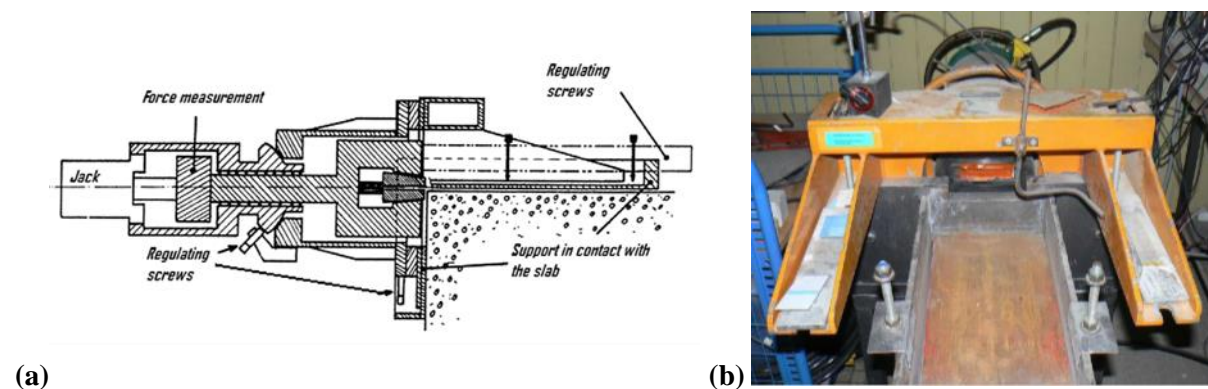 Force measurement
Regulating
screws
Jack
Regulating
screws
Support in contact with
the slab
(a)
(b)